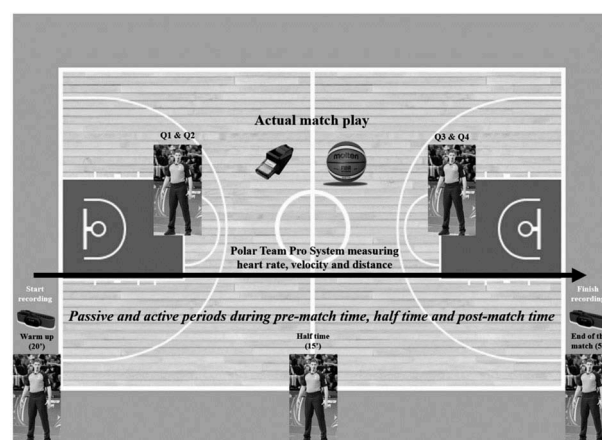 Actual match play
Q1 & Q2
Q3 & Q4
molten
Polar Team Pro System measuring
heart rate, velocity and distance
Start
recording
Finish
recording
Passive and active periods during pre-match time, half time and post-match time
Warm up
(20')
Half time
(15')
End of th
match (5